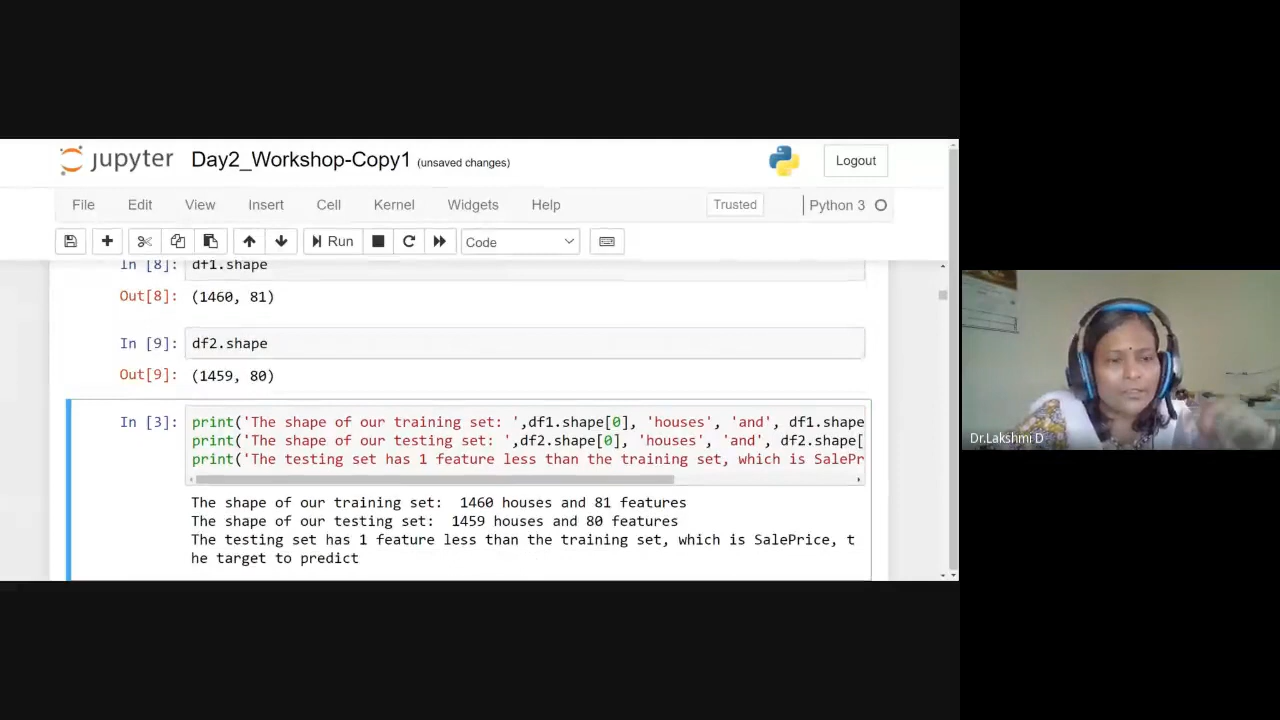 jupyter Day2_Workshop-Copy1 (unsaved changes) Logout
File Edit View Insert Cell Kernel Widgets Help Trusted Python 3
Run Code
In [8]: df1.shape
Out[8]: (1460, 81)
In [9]: df2.shape
Out[9]: (1459, 80)
In [3]: print('The shape of our training set: ',df1.shape[0], 'houses', 'and', df1.shape
print('The shape of our testing set: ',df2.shape[0], 'houses', 'and', df2.shape[
print('The testing set has 1 feature less than the training set, which is SalePr
The shape of our training set:  1460 houses and 81 features
The shape of our testing set:  1459 houses and 80 features
The testing set has 1 feature less than the training set, which is SalePrice, t
he target to predict
Dr.Lakshmi D